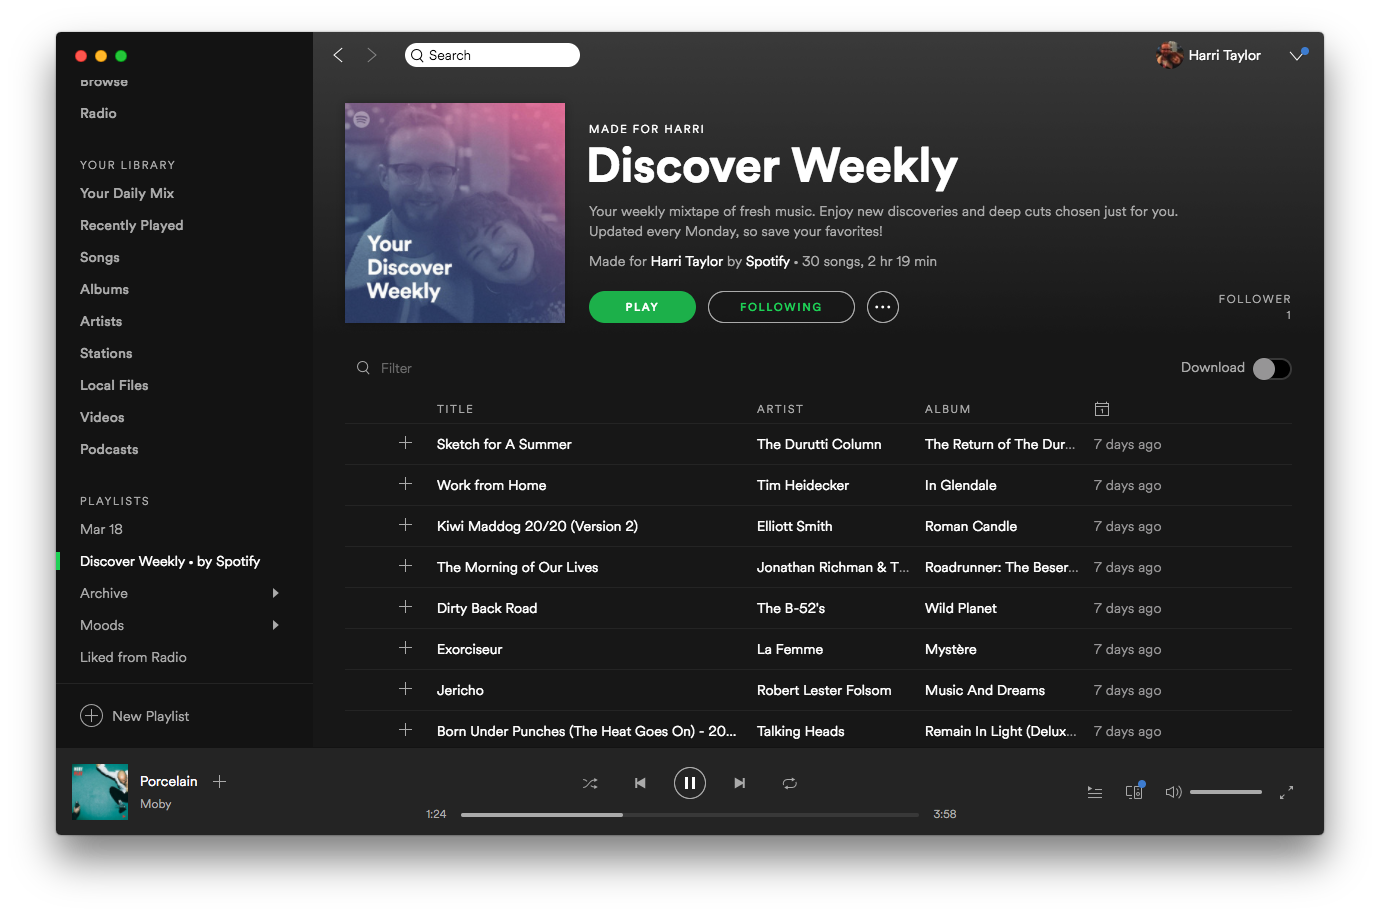 Browse
Radio
YOUR LIBRARY
Your Daily Mix
Recently Played
Songs
Albums
Artists
Stations
Local Files
Videos
Podcasts
PLAYLISTS
Mar 18
Discover Weekly • by Spotify
Archive
Moods
Liked from Radio
New Playlist
Search
Harri Taylor
Your
Discover
Weekly
MADE FOR HARRI
Discover Weekly
Your weekly mixtape of fresh music. Enjoy new discoveries and deep cuts chosen just for you.
Updated every Monday, so save your favorites!
Made for Harri Taylor by Spotify • 30 songs, 2 hr 19 min
PLAY
FOLLOWING
FOLLOWER
1
Filter
Download
TITLE ARTIST ALBUM
Sketch for A Summer The Durutti Column The Return of The Dur... 7 days ago
Work from Home Tim Heidecker In Glendale 7 days ago
Kiwi Maddog 20/20 (Version 2) Elliott Smith Roman Candle 7 days ago
The Morning of Our Lives Jonathan Richman & T... Roadrunner: The Beser... 7 days ago
Dirty Back Road The B-52's Wild Planet 7 days ago
Exorciseur La Femme Mystère 7 days ago
Jericho Robert Lester Folsom Music And Dreams 7 days ago
Born Under Punches (The Heat Goes On) - 20... Talking Heads Remain In Light (Delux... 7 days ago
Porcelain
Moby
1:24
3:58